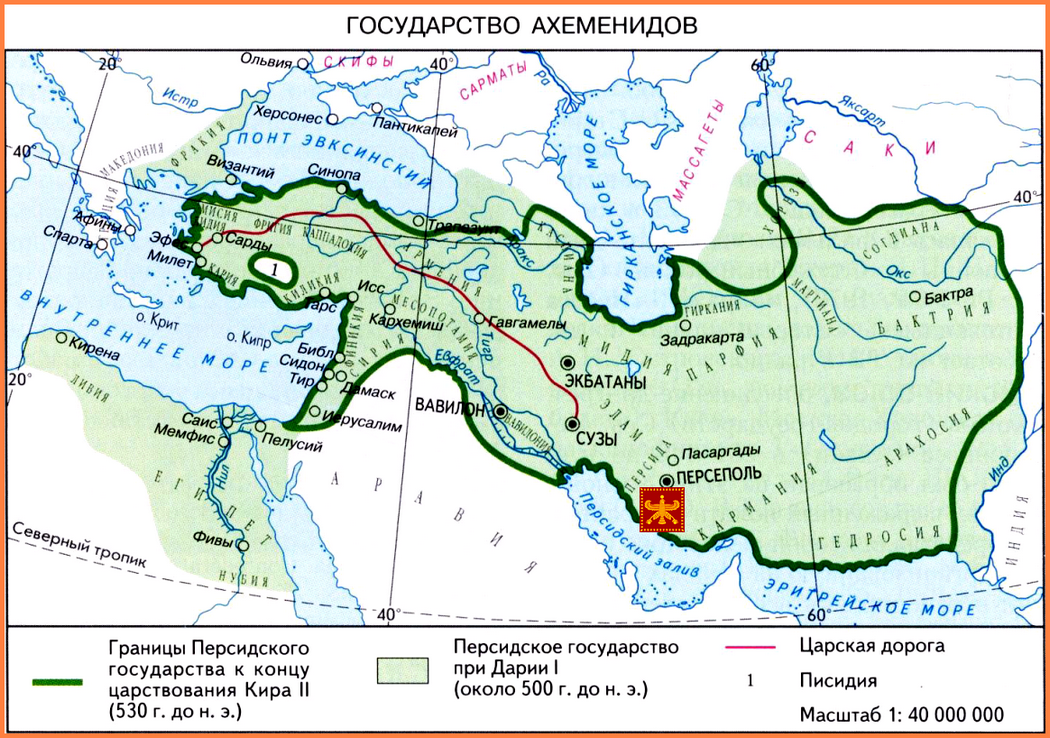 ГОСУДАРСТВО АХЕМЕНИДОВ
20°
Ольвия
СКИФЫ
40°
САРМАТЫ
Ра
60°
Истр
Херсонес
Пантикапей
МАССАГЕТЫ
Яксарт
САКИ
40°
МАКЕДОНИЯ
ФРАКИЯ
ПОНТ ЭВКСИНСКИЙ
ГИРКАНСКОЕ МОРЕ
Византий
Синопа
40°
Афины
Спарта
Эфес
Милет
МИСИЯ
ФРИГИЯ
КАППАДОКИЯ
Трапезунт
Сарды
КАРИЯ
1
КИЛИКИЯ
АРМЕНИЯ
СОГДИАНА
Окс
МАРГИАНА
БАКТРИЯ
Бактра
Тарс
Исс
МЕСОПОТАМИЯ
Кархемиш
Гавгамелы
Тигр
ГИРКАНИЯ
Задракарта
МИДИЯ
ПАРФИЯ
ВНУТРЕННЕЕ МОРЕ
о. Крит
о. Кипр
ФИНИКИЯ
СИРИЯ
Евфрат
Кирена
Библ
Сидон
Тир
Дамаск
ЭКБАТАНЫ
20°
ЛИВИЯ
Иерусалим
ВАВИЛОН
ВАВИЛОНИЯ
СУЗЫ
ЭЛАМ
АРАХОСИЯ
Саис
Мемфис
Пелусий
Нил
ПЕРСИДА
Пасаргады
ПЕРСЕПОЛЬ
Инд
ЕГИПЕТ
АРАВИЯ
КАРМАНИЯ
ГЕДРОСИЯ
ИНДИЯ
Персидский залив
Северный тропик
Фивы
НУБИЯ
ЭРИТРЕЙСКОЕ МОРЕ
40°
60°
Границы Персидского
государства к концу
царствования Кира II
(530 г. до н. э.)
Персидское государство
при Дарии I
(около 500 г. до н. э.)
Царская дорога
1 Писидия
Масштаб 1: 40 000 000